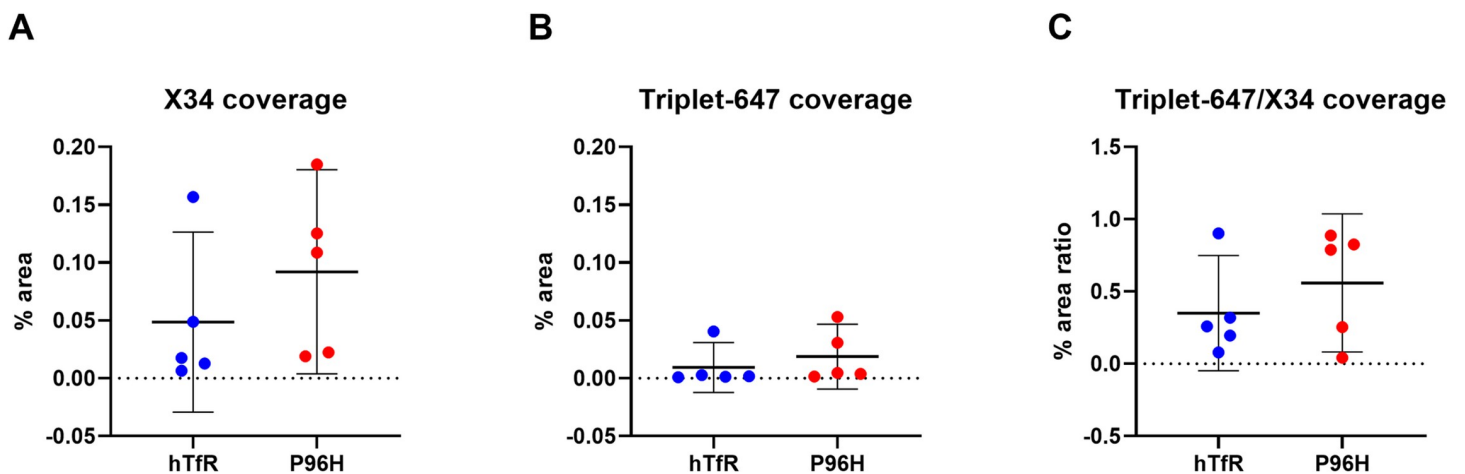 A
B
C
X34 coverage
Triplet-647 coverage
Triplet-647/X34 coverage
% area
0.20
0.15
0.10
0.05
0.00
-0.05
hTfR P96H
% area
0.20
0.15
0.10
0.05
0.00
-0.05
hTfR P96H
% area ratio
1.5
1.0
0.5
0.0
-0.5
hTfR P96H